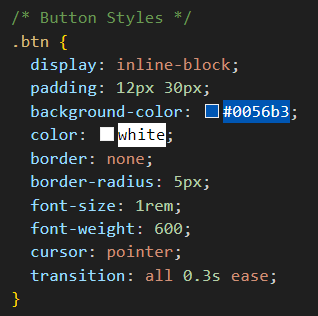 /* Button Styles */
.btn {
  display: inline-block;
  padding: 12px 30px;
  background-color: #0056b3;
  color: white;
  border: none;
  border-radius: 5px;
  font-size: 1rem;
  font-weight: 600;
  cursor: pointer;
  transition: all 0.3s ease;
}